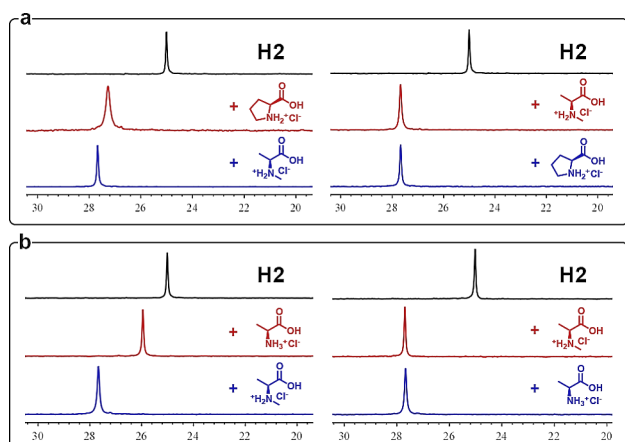 a
H2
+
O
OH
NH₂⁺Cl⁻
+
O
OH
⁺H₂N Cl⁻
30 28 26 24 22 20
H2
+
O
OH
⁺H₂N Cl⁻
+
O
OH
NH₂⁺Cl⁻
30 28 26 24 22 20
b
H2
+
O
OH
NH₃⁺Cl⁻
+
O
OH
⁺H₂N Cl⁻
30 28 26 24 22 20
H2
+
O
OH
⁺H₂N Cl⁻
+
O
OH
NH₃⁺Cl⁻
30 28 26 24 22 20